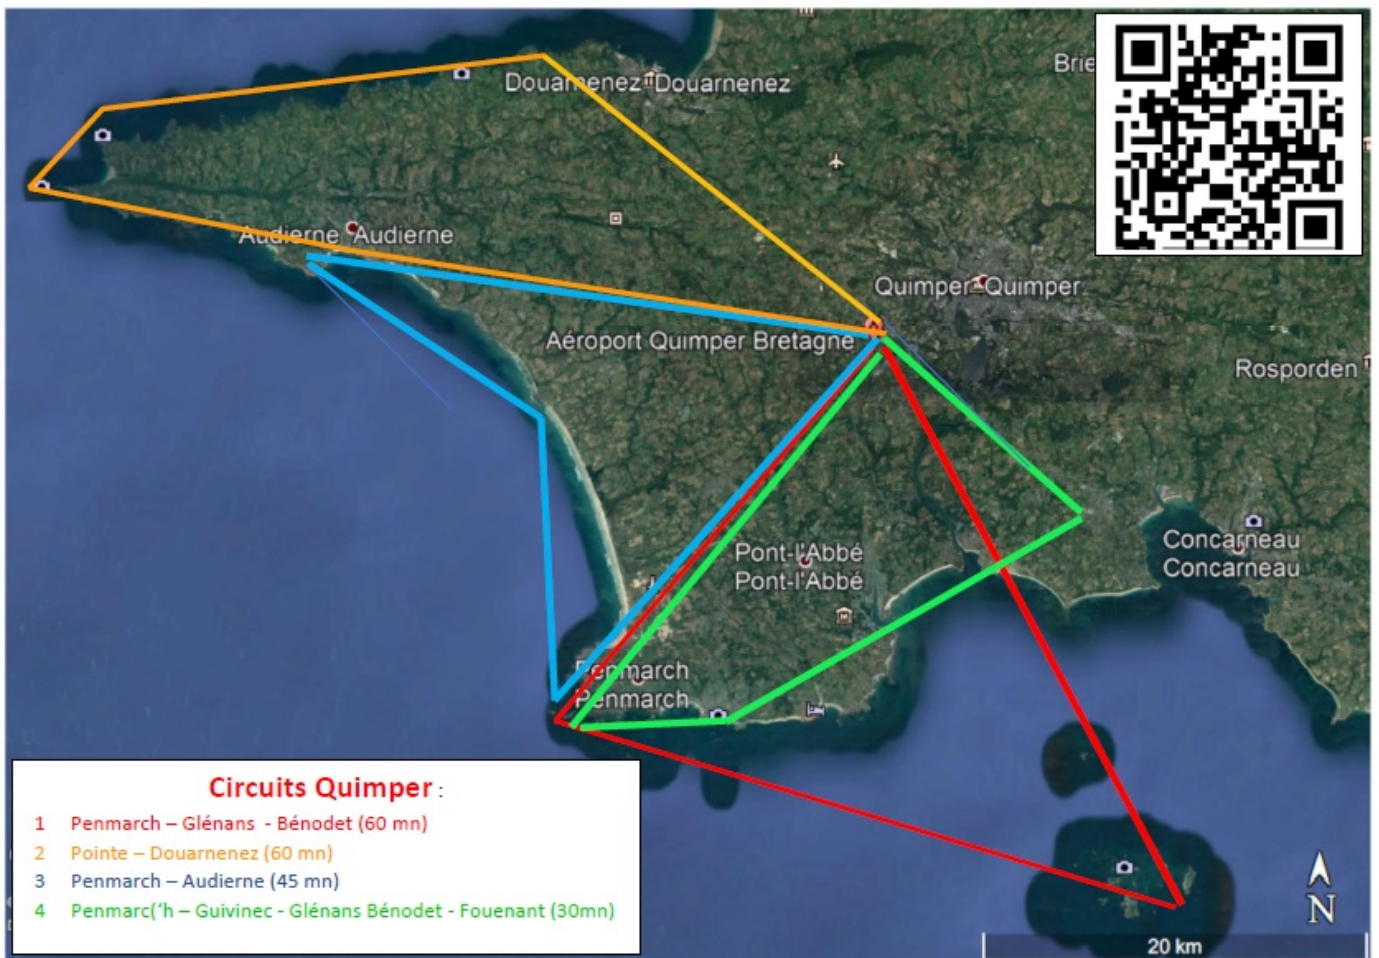 Brie
Douarnenez Douarnenez
Audierne Audierne
Quimper Quimper
Aéroport Quimper Bretagne
Rosporden
Pont-l'Abbé
Pont-l'Abbé
Concarneau
Concarneau
Penmarch
Penmarch
Circuits Quimper :
1 Penmarch – Glénans - Bénodet (60 mn)
2 Pointe – Douarnenez (60 mn)
3 Penmarch – Audierne (45 mn)
4 Penmarc(‘h – Guivinec - Glénans Bénodet - Fouenant (30mn)
N
20 km